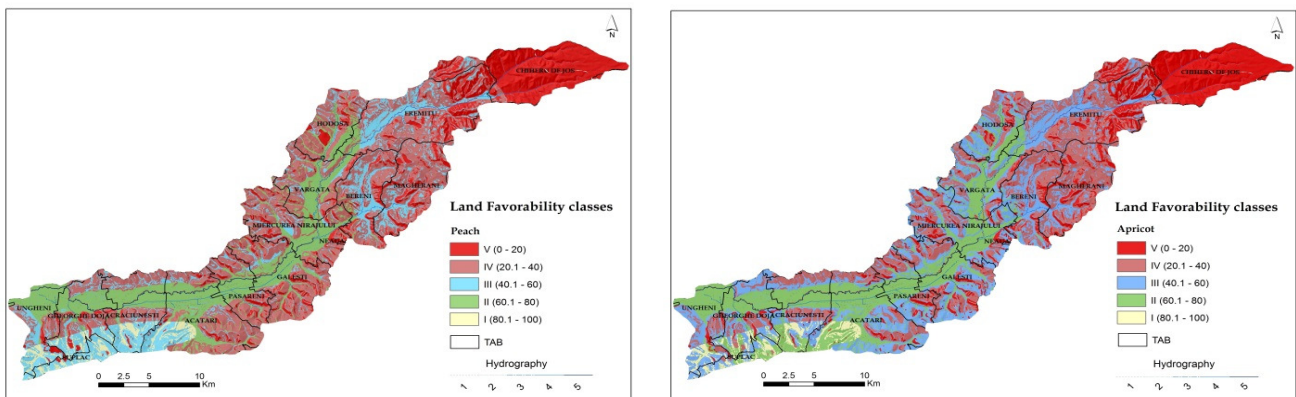 N
CHIHERU DE JOS
EREMITU
HODOSA
MAGHERANI
VARGATA
BERENI
MIERCUREA NIRAJULUI
NEAUA
GALESTI
PASARENI
UNGHENI
GHEORGHE DOJA
CRACIUNESTI
ACATARI
SUPLAC
Land Favorability classes
Peach
V (0 - 20)
IV (20.1 - 40)
III (40.1 - 60)
II (60.1 - 80)
I (80.1 - 100)
TAB
Hydrography
1 2 3 4 5
0 2.5 5 10
Km
N
CHIHERU DE JOS
EREMITU
HODOSA
MAGHERANI
VARGATA
BERENI
MIERCUREA NIRAJULUI
NEAUA
GALESTI
PASARENI
UNGHENI
GHEORGHE DOJA
CRACIUNESTI
ACATARI
SUPLAC
Land Favorability classes
Apricot
V (0 - 20)
IV (20.1 - 40)
III (40.1 - 60)
II (60.1 - 80)
I (80.1 - 100)
TAB
Hydrography
1 2 3 4 5
0 2.5 5 10
Km